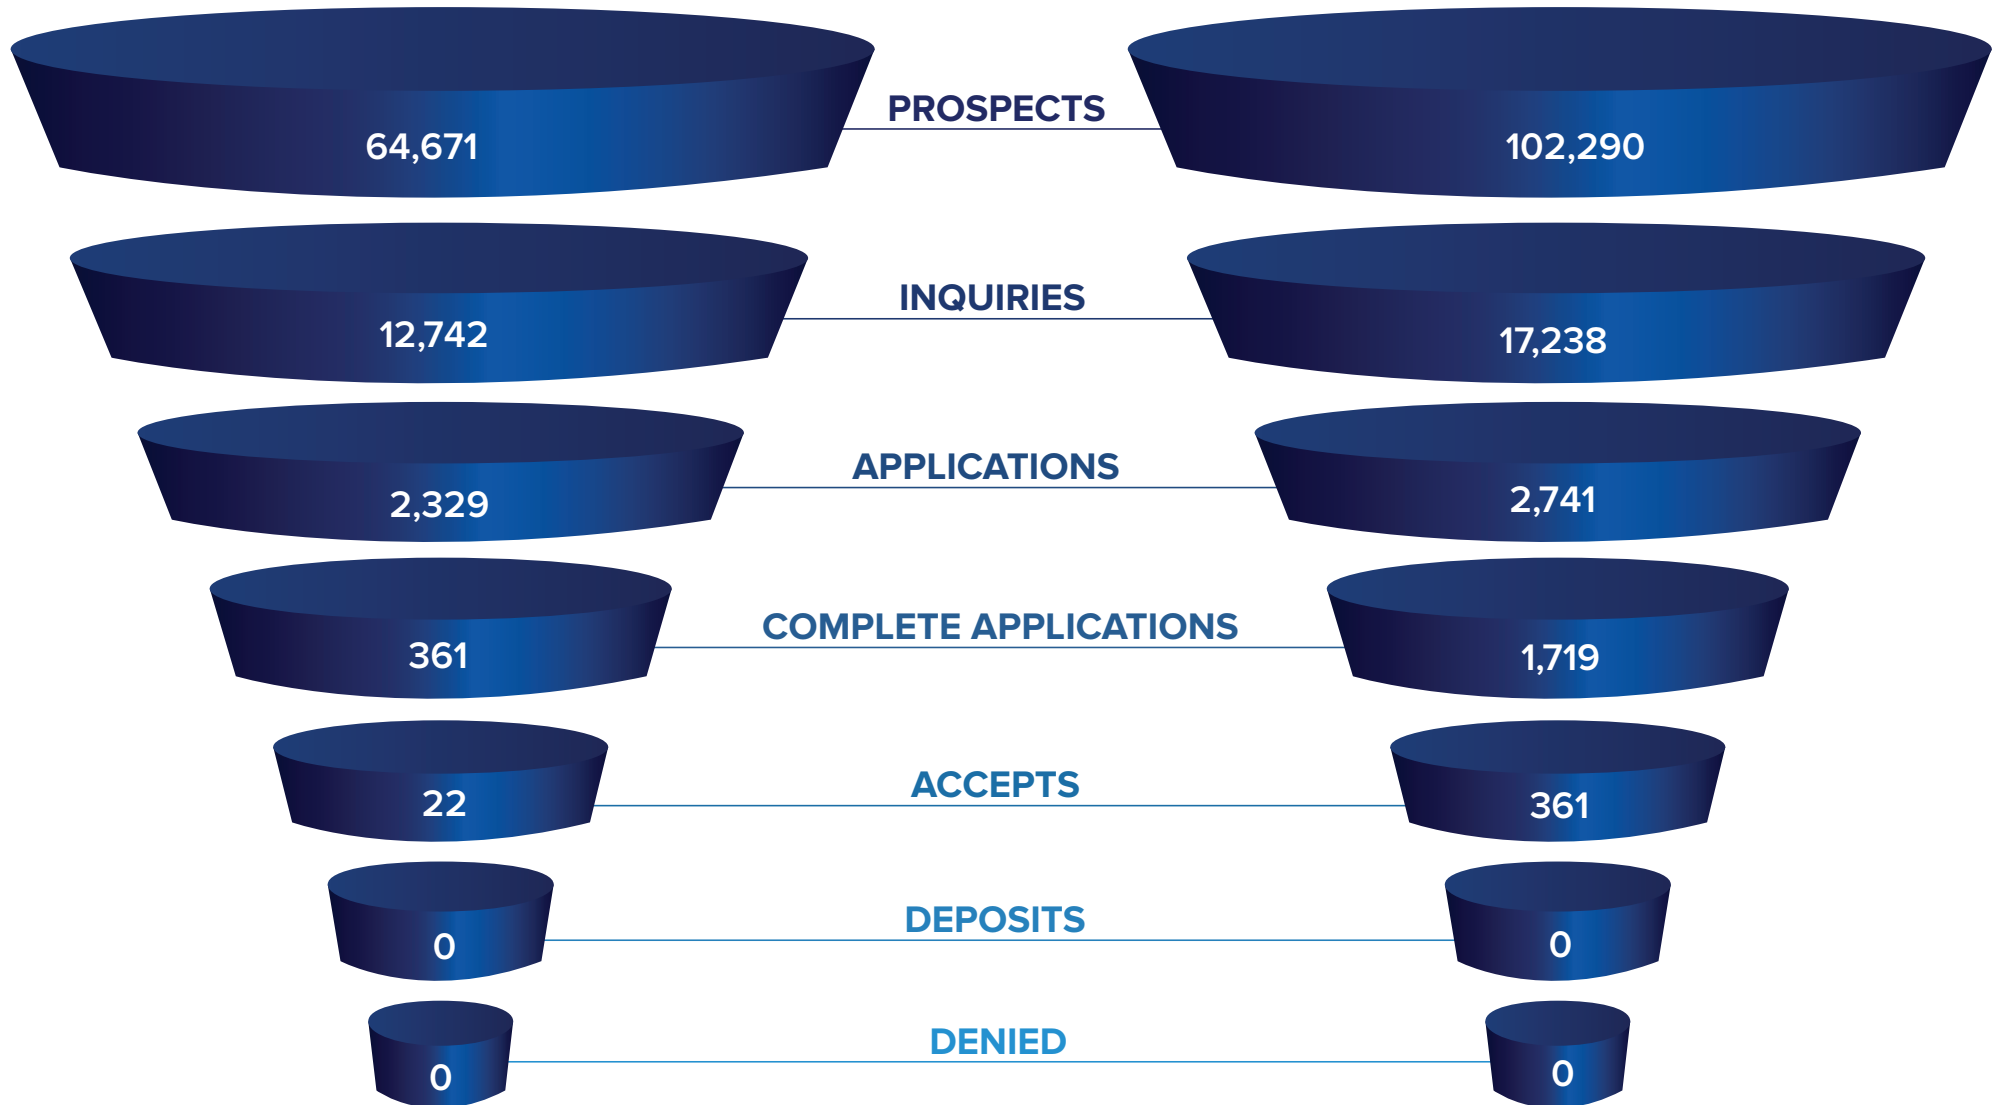 PROSPECTS
64,671
102,290
INQUIRIES
12,742
17,238
APPLICATIONS
2,329
2,741
COMPLETE APPLICATIONS
361
1,719
ACCEPTS
22
361
DEPOSITS
0
0
DENIED
0
0